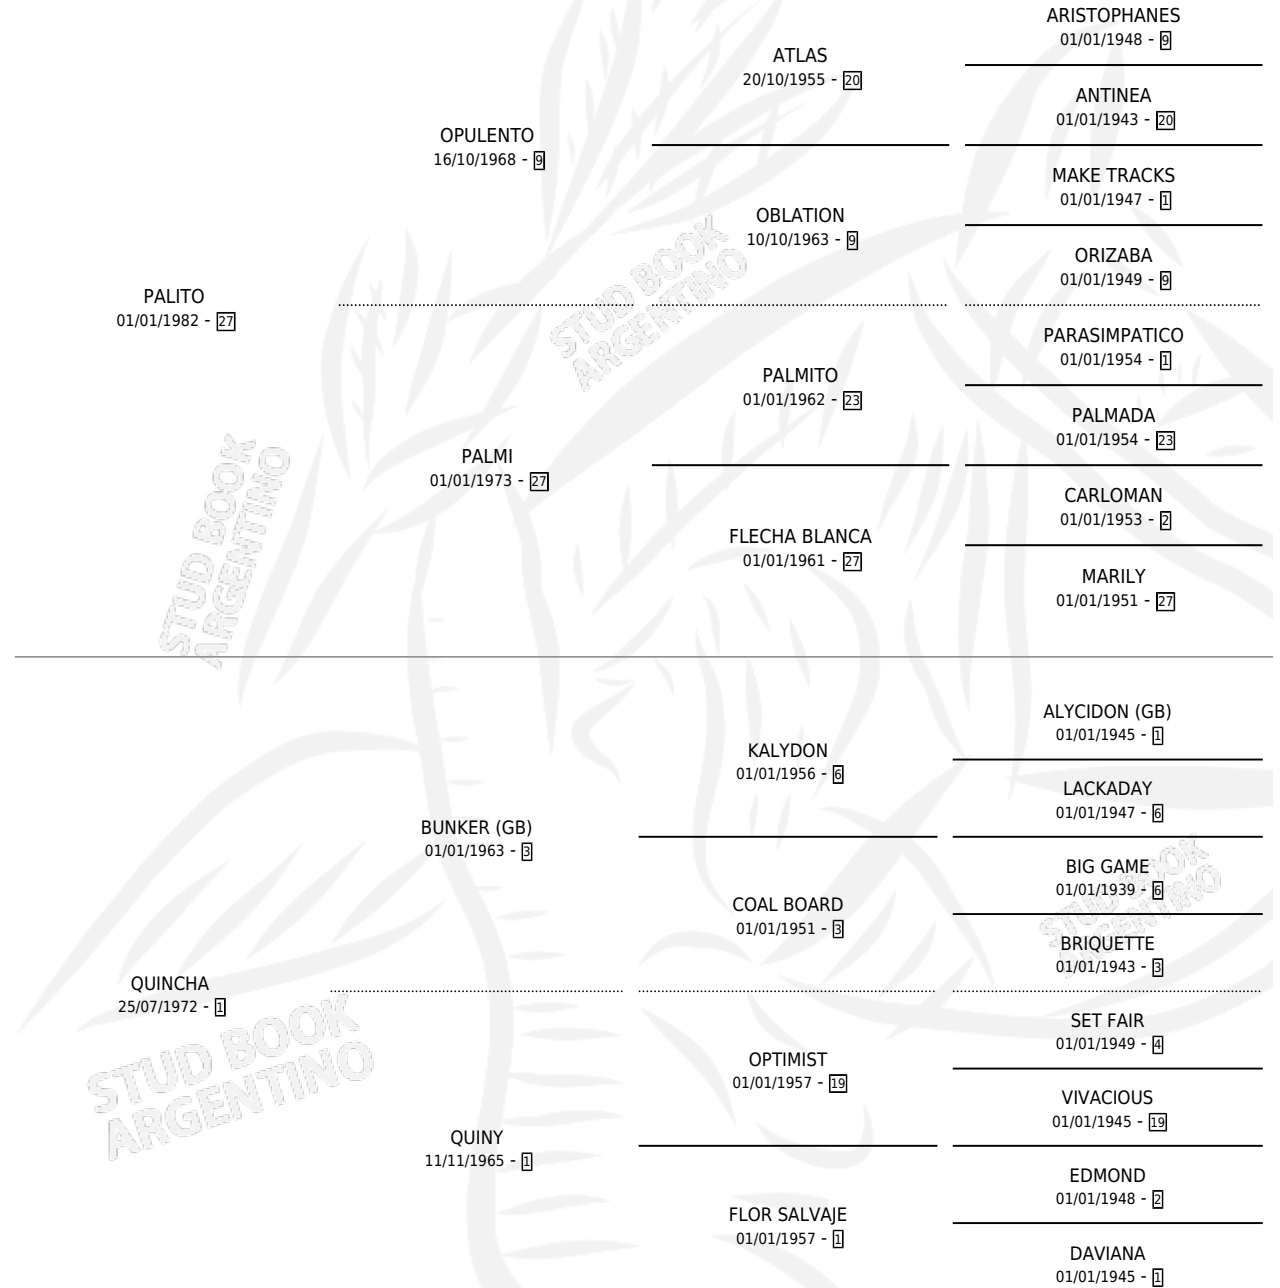 ARISTOPHANES
01/01/1948 - 9
ATLAS
20/10/1955 - 20
ANTINEA
01/01/1943 - 20
OPULENTO
16/10/1968 - 9
MAKE TRACKS
01/01/1947 - 1
OBLATION
10/10/1963 - 9
ORIZABA
01/01/1949 - 9
PALITO
01/01/1982 - 27
PARASIMPATICO
01/01/1954 - 1
PALMITO
01/01/1962 - 23
PALMADA
01/01/1954 - 23
PALMI
01/01/1973 - 27
CARLOMAN
01/01/1953 - 2
FLECHA BLANCA
01/01/1961 - 27
MARILY
01/01/1951 - 27
ALYCIDON (GB)
01/01/1945 - 1
KALYDON
01/01/1956 - 6
LACKADAY
01/01/1947 - 6
BUNKER (GB)
01/01/1963 - 3
BIG GAME
01/01/1939 - 6
COAL BOARD
01/01/1951 - 3
BRIQUETTE
01/01/1943 - 3
QUINCHA
25/07/1972 - 1
SET FAIR
01/01/1949 - 4
OPTIMIST
01/01/1957 - 19
VIVACIOUS
01/01/1945 - 19
QUINY
11/11/1965 - 1
EDMOND
01/01/1948 - 2
FLOR SALVAJE
01/01/1957 - 1
DAVIANA
01/01/1945 - 1
STUD BOOK
ARGENTINO
STUD BOOK
ARGENTINO
STUD BOOK
ARGENTINO
STUD BOOK
ARGENTINO